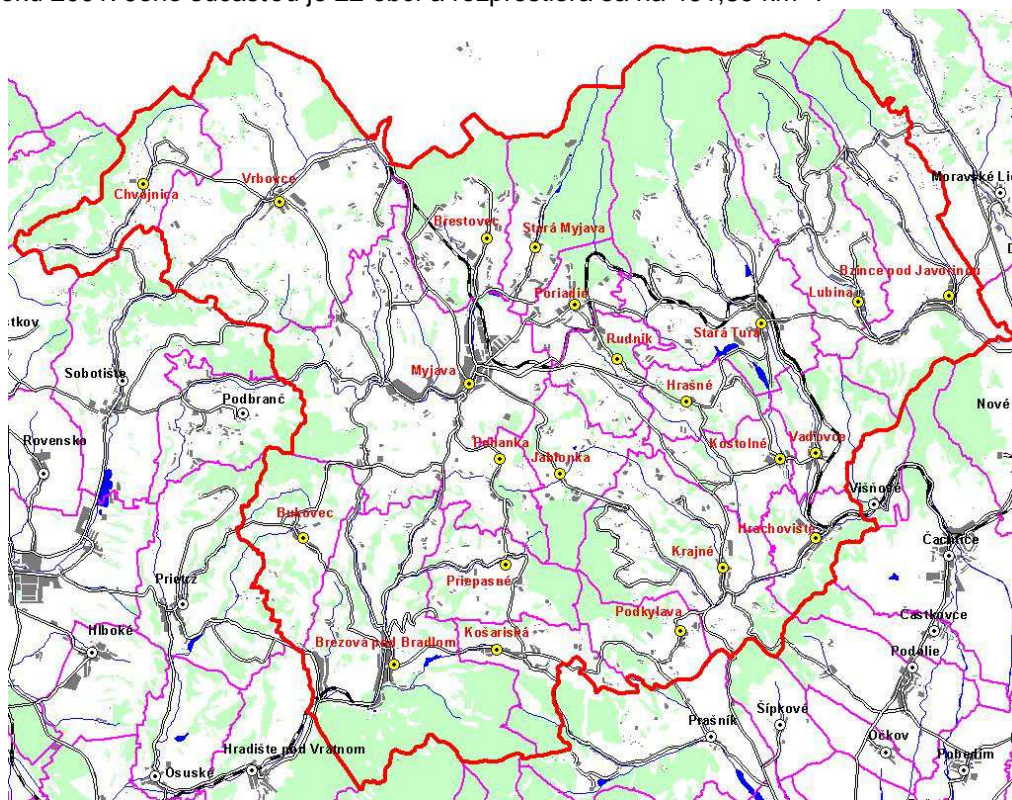 Chvojnica
Vrbovce
Brestovec
Stará Myjava
Moravské Lie
Bzince pod Javorinou
Lubina
Poriadie
Stará Turá
Rudník
Sobotište
Myjava
Hrašné
Podbranč
Nové
Rovensko
Polianka
Jablonka
Kostolné
Vaďovce
Višňové
Bukovec
Hrachovište
Čachtice
Krajné
Priepasné
Prietrž
Podkylava
Častkovce
Hlboké
Brezová pod Bradlom
Košariská
Podolie
Prašník
Šípkové
Očkov
Hradište pod Vrátnom
Osuské
Pobedim